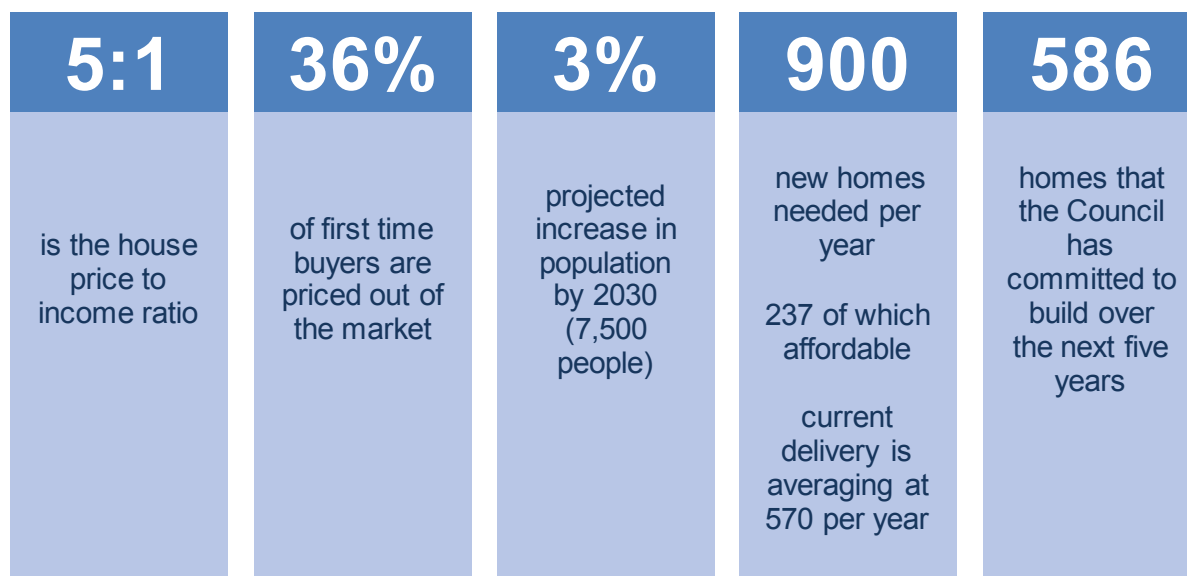 5:1
is the house
price to
income ratio
36%
of first time
buyers are
priced out of
the market
3%
projected
increase in
population
by 2030
(7,500
people)
900
new homes
needed per
year
237 of which
affordable
current
delivery is
averaging at
570 per year
586
homes that
the Council
has
committed to
build over
the next five
years